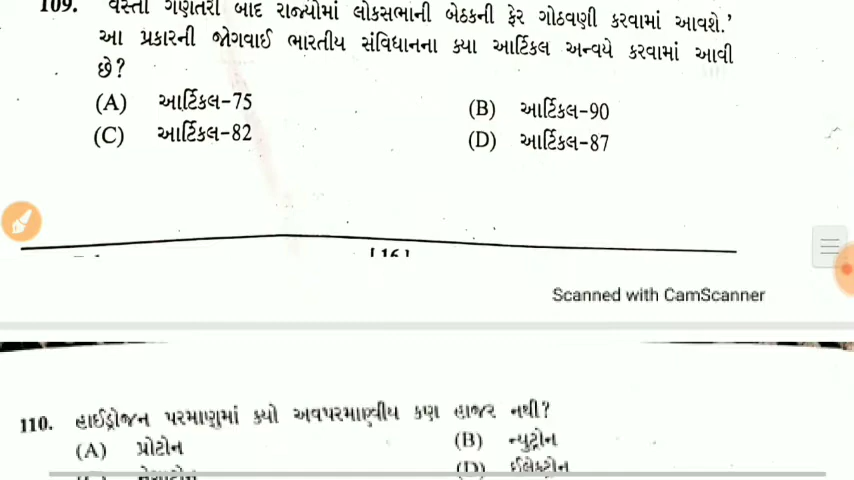 109. વસ્તી ગણતરી બાદ રાજ્યોમાં લોકસભાની બેઠકની ફેર ગોઠવણી કરવામાં આવશે.’
આ પ્રકારની જોગવાઈ ભારતીય સંવિધાનના ક્યા આર્ટિકલ અન્વયે કરવામાં આવી
છે?
(A) આર્ટિકલ-75
(B) આર્ટિકલ-90
(C) આર્ટિકલ-82
(D) આર્ટિકલ-87
[ 16 ]
Scanned with CamScanner
110. હાઈડ્રોજન પરમાણુમાં ક્યો અવપરમાણ્વીય કણ હાજર નથી?
(A) પ્રોટોન
(B) ન્યુટ્રોન
(D) ઈલેક્ટ્રોન